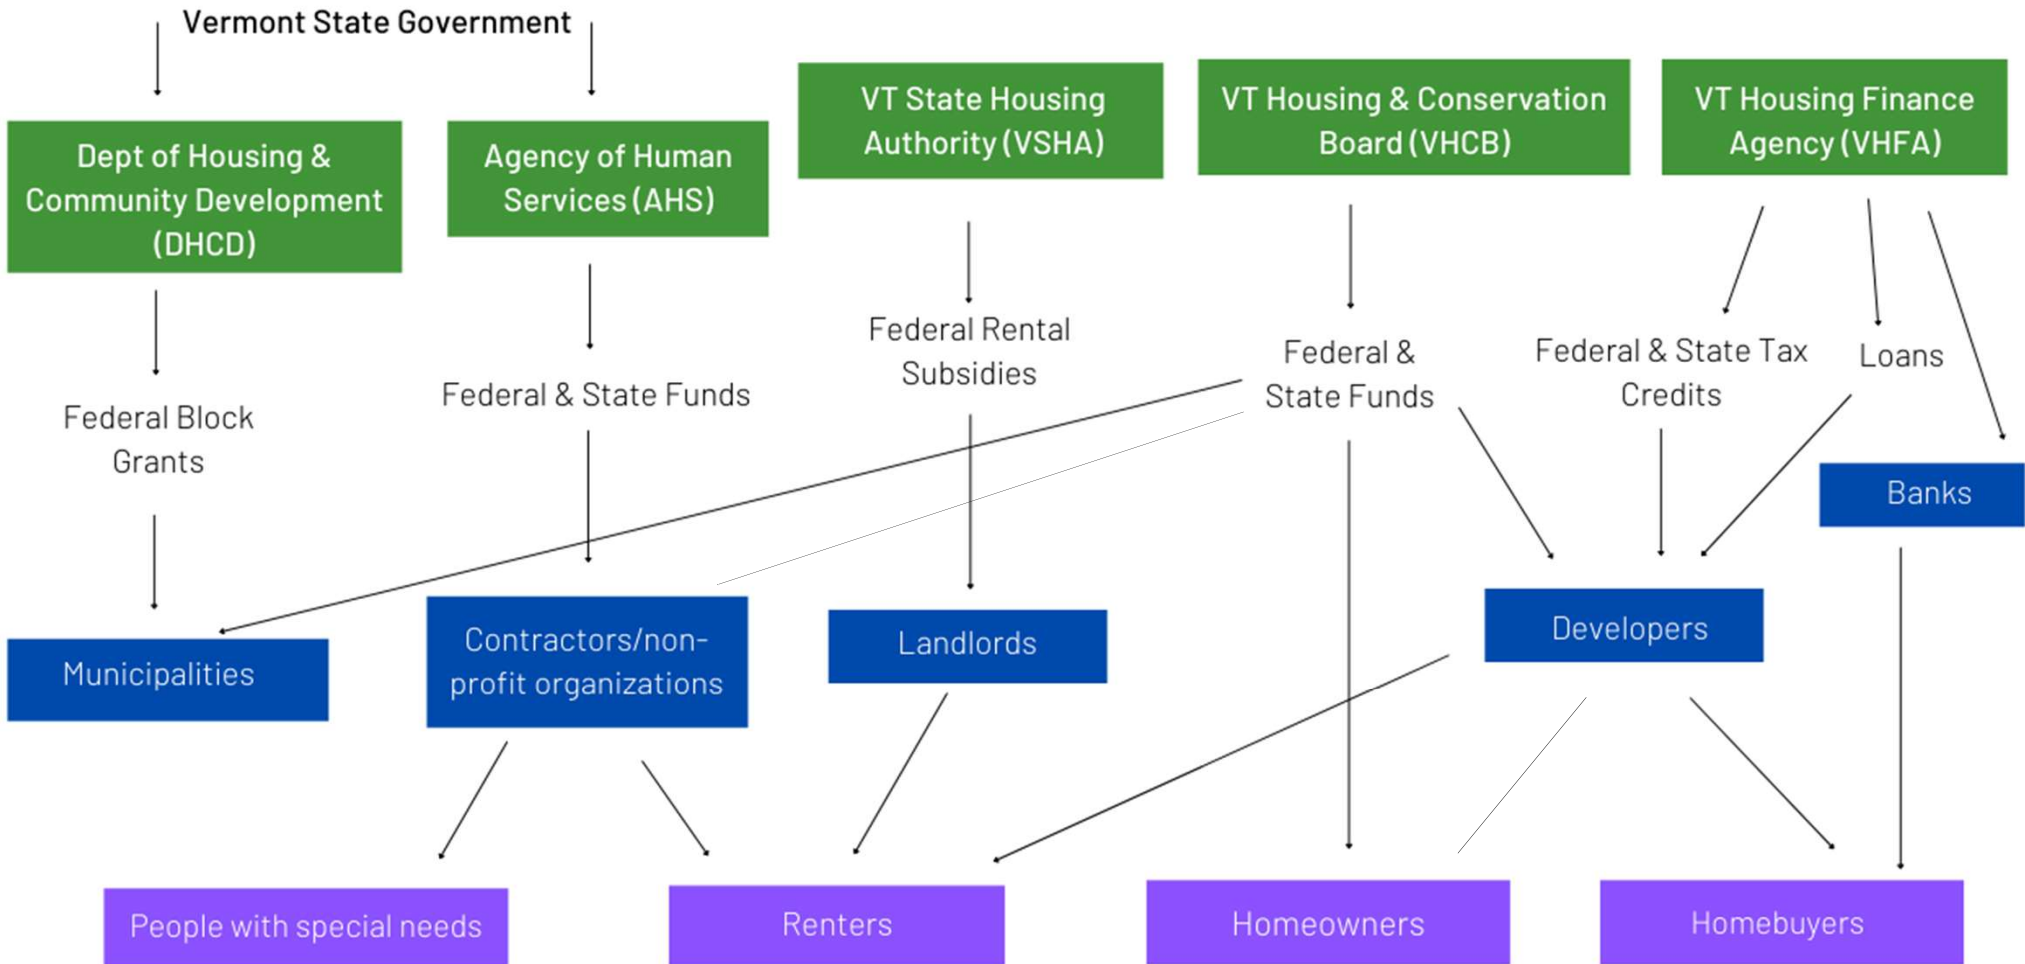 Vermont State Government
Dept of Housing &
Community Development
(DHCD)
Agency of Human
Services (AHS)
VT State Housing
Authority (VSHA)
VT Housing & Conservation
Board (VHCB)
VT Housing Finance
Agency (VHFA)
Federal Block
Grants
Federal & State Funds
Federal Rental
Subsidies
Federal &
State Funds
Federal & State Tax
Credits
Loans
Banks
Municipalities
Contractors/non-
profit organizations
Landlords
Developers
People with special needs
Renters
Homeowners
Homebuyers